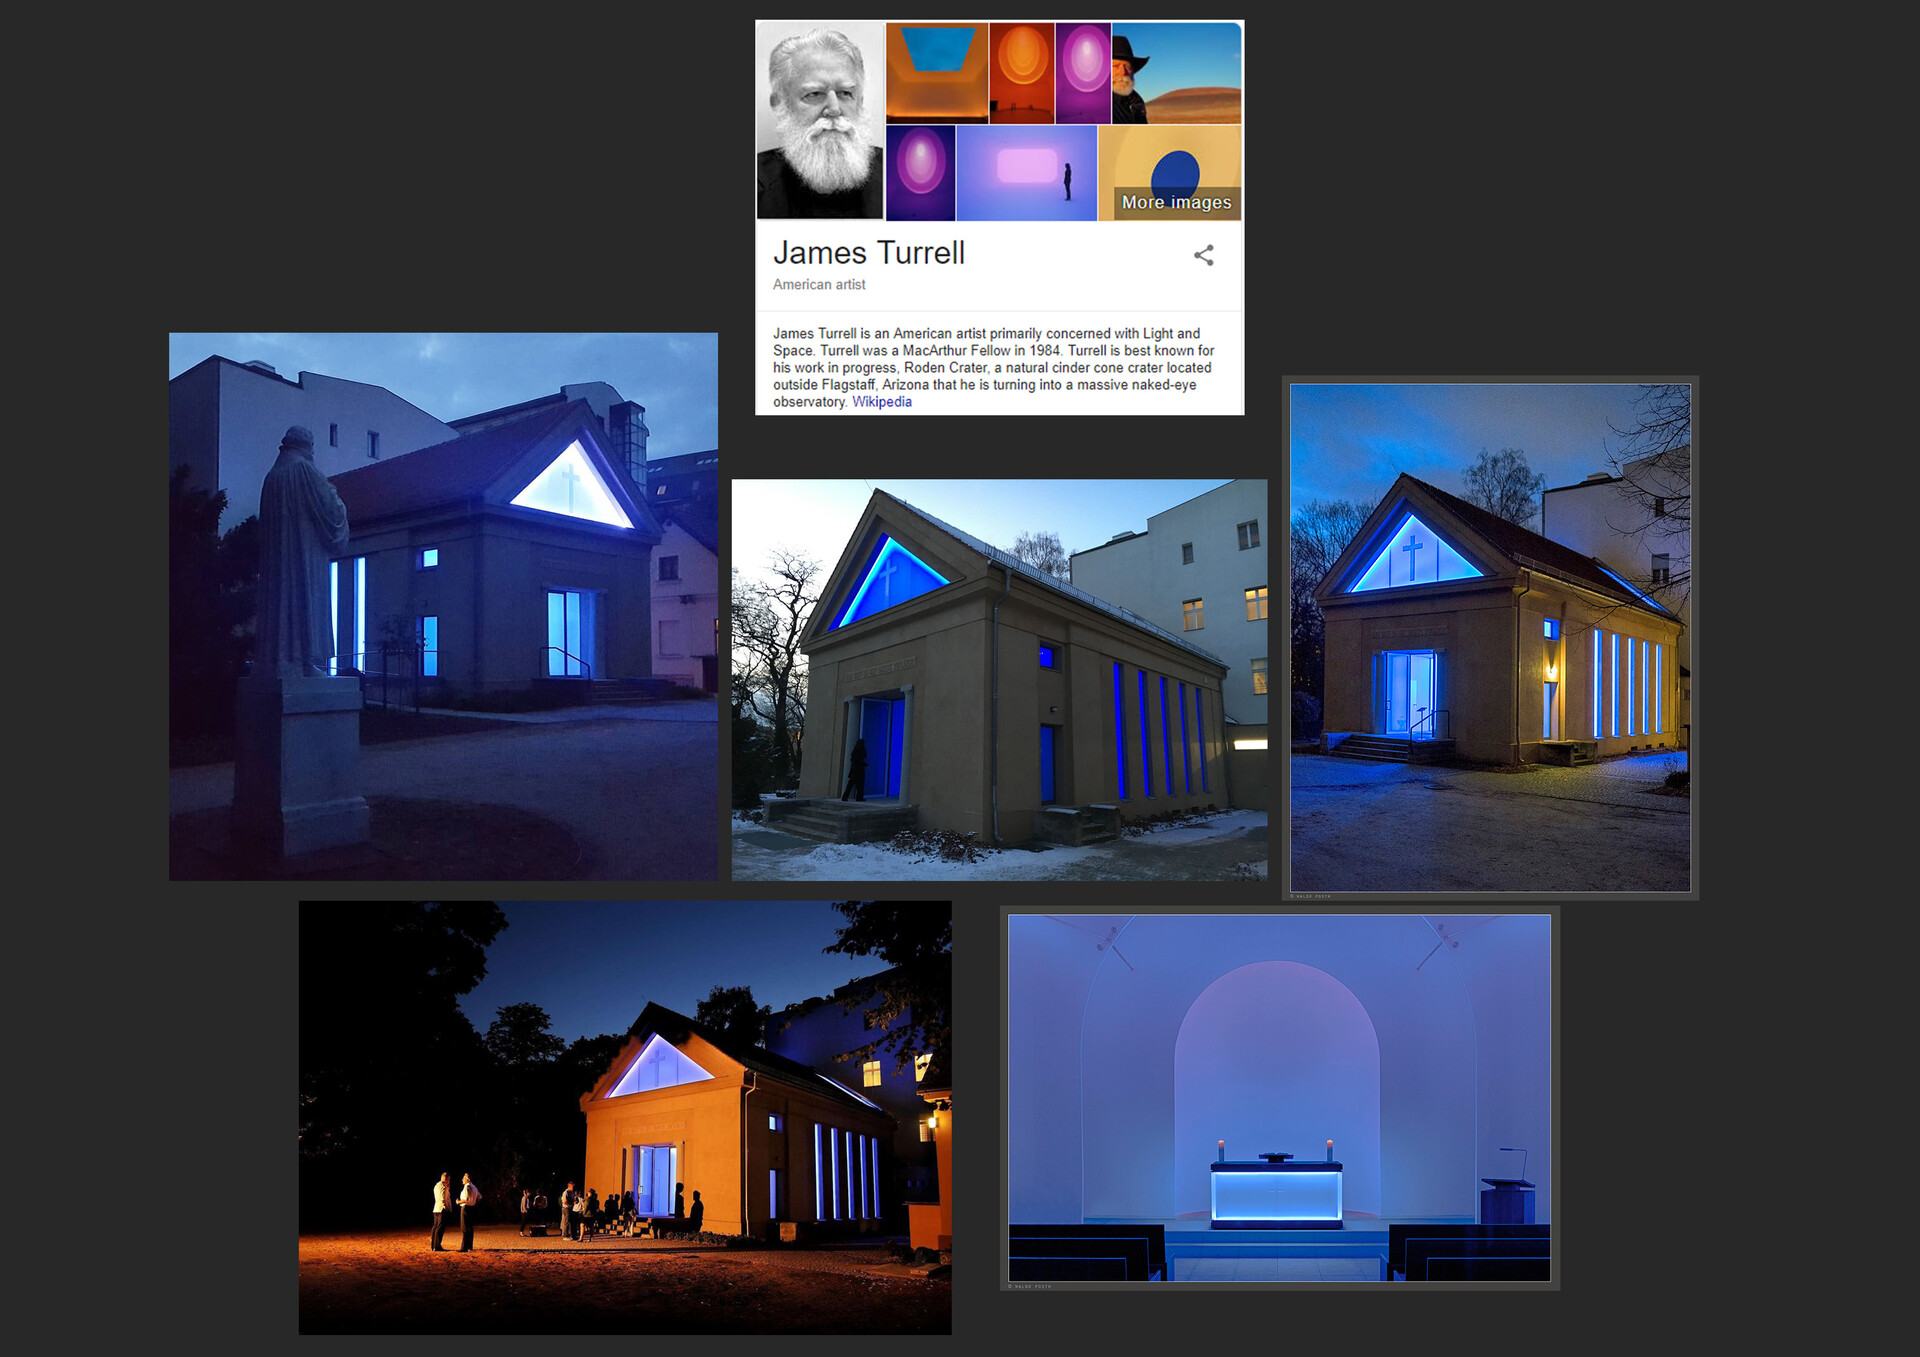 More images
James Turrell
American artist
James Turrell is an American artist primarily concerned with Light and
Space. Turrell was a MacArthur Fellow in 1984. Turrell is best known for
his work in progress, Roden Crater, a natural cinder cone crater located
outside Flagstaff, Arizona that he is turning into a massive naked-eye
observatory. Wikipedia